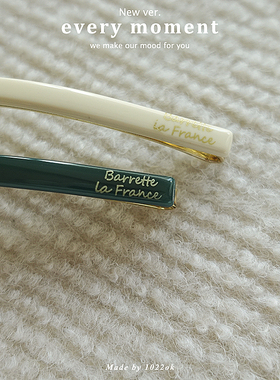 New ver.
every moment
we make our mood for you
Barrette
la France
Barrette
la France
Made by 1022ok